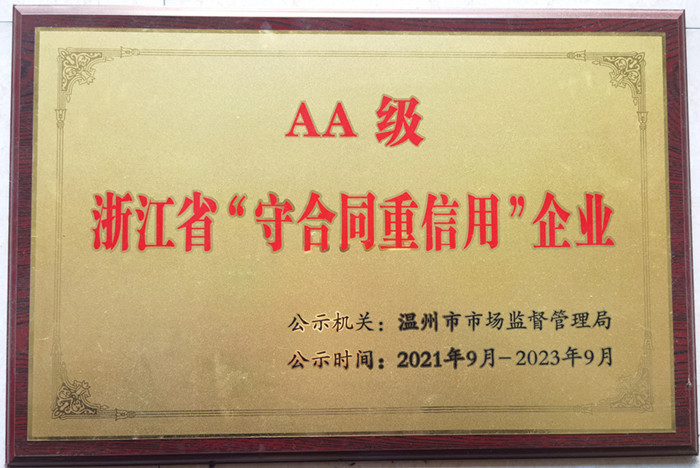 AA 级
浙江省“守合同重信用”企业
公示机关：温州市市场监督管理局
公示时间：2021年9月－2023年9月